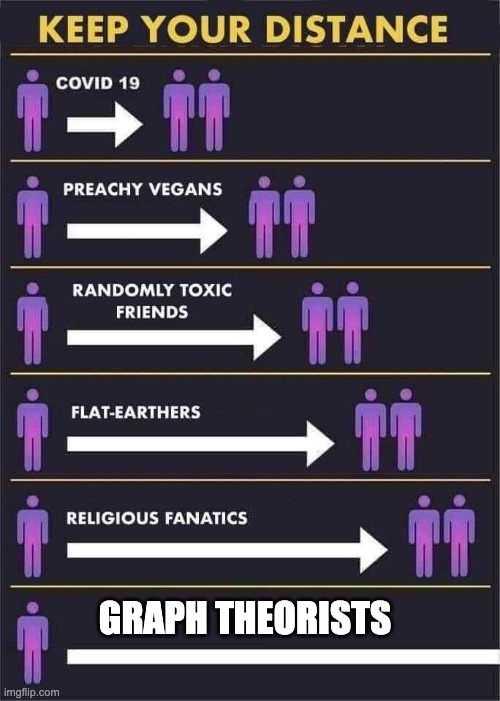 KEEP YOUR DISTANCE
COVID 19
PREACHY VEGANS
RANDOMLY TOXIC
FRIENDS
FLAT-EARTHERS
RELIGIOUS FANATICS
GRAPH THEORISTS
imgflip.com